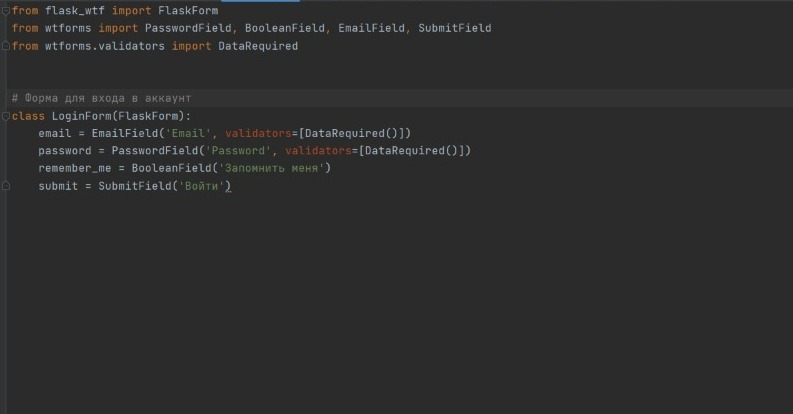 from flask_wtf import FlaskForm
from wtforms import PasswordField, BooleanField, EmailField, SubmitField
from wtforms.validators import DataRequired
# Форма для входа в аккаунт
class LoginForm(FlaskForm):
    email = EmailField('Email', validators=[DataRequired()])
    password = PasswordField('Password', validators=[DataRequired()])
    remember_me = BooleanField('Запомнить меня')
    submit = SubmitField('Войти')